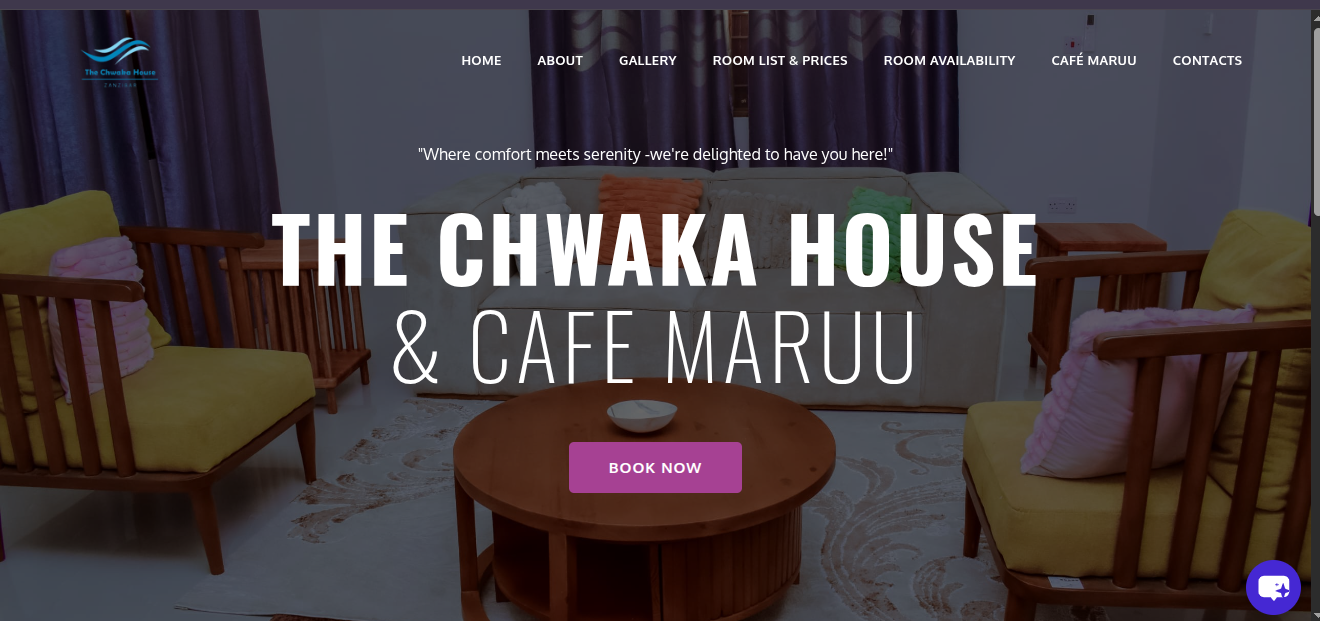 The Chwaka House
ZANZIBAR
HOME ABOUT GALLERY ROOM LIST & PRICES ROOM AVAILABILITY CAFÉ MARUU CONTACTS
"Where comfort meets serenity -we're delighted to have you here!"
THE CHWAKA HOUSE
& CAFE MARUU
BOOK NOW